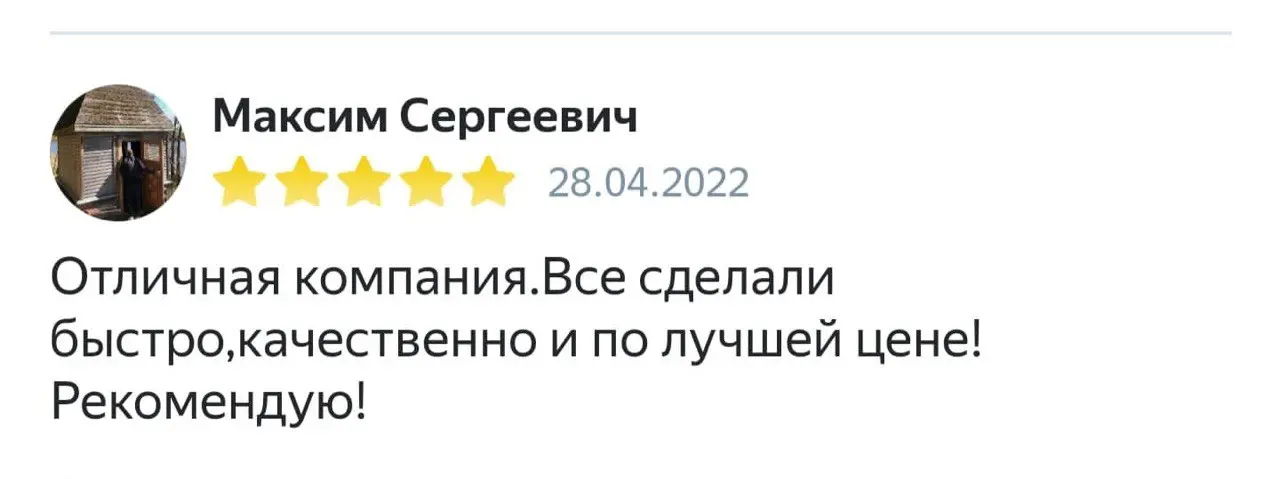 Максим Сергеевич
28.04.2022
Отличная компания.Все сделали
быстро,качественно и по лучшей цене!
Рекомендую!